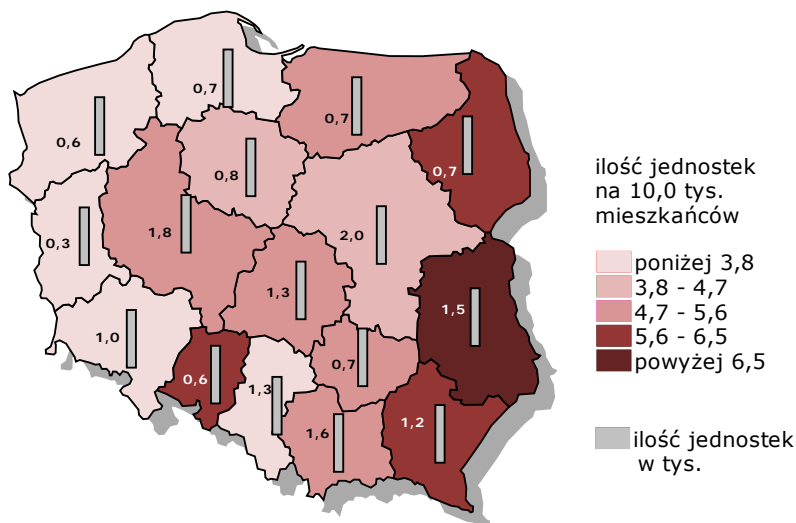 0,7
0,7
0,6
0,7
0,8
0,3
1,8
2,0
1,3
1,5
1,0
0,7
0,6
1,3
1,6
1,2
ilość jednostek
na 10,0 tys.
mieszkańców
poniżej 3,8
3,8 - 4,7
4,7 - 5,6
5,6 - 6,5
powyżej 6,5
ilość jednostek
w tys.